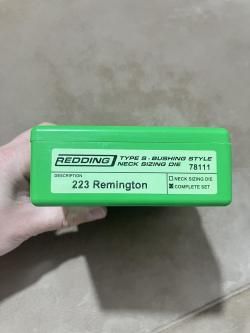 REDDING TYPE S - BUSHING STYLE
NECK SIZING DIE 78111
DESCRIPTION
223 Remington
NECK SIZING DIE
COMPLETE SET